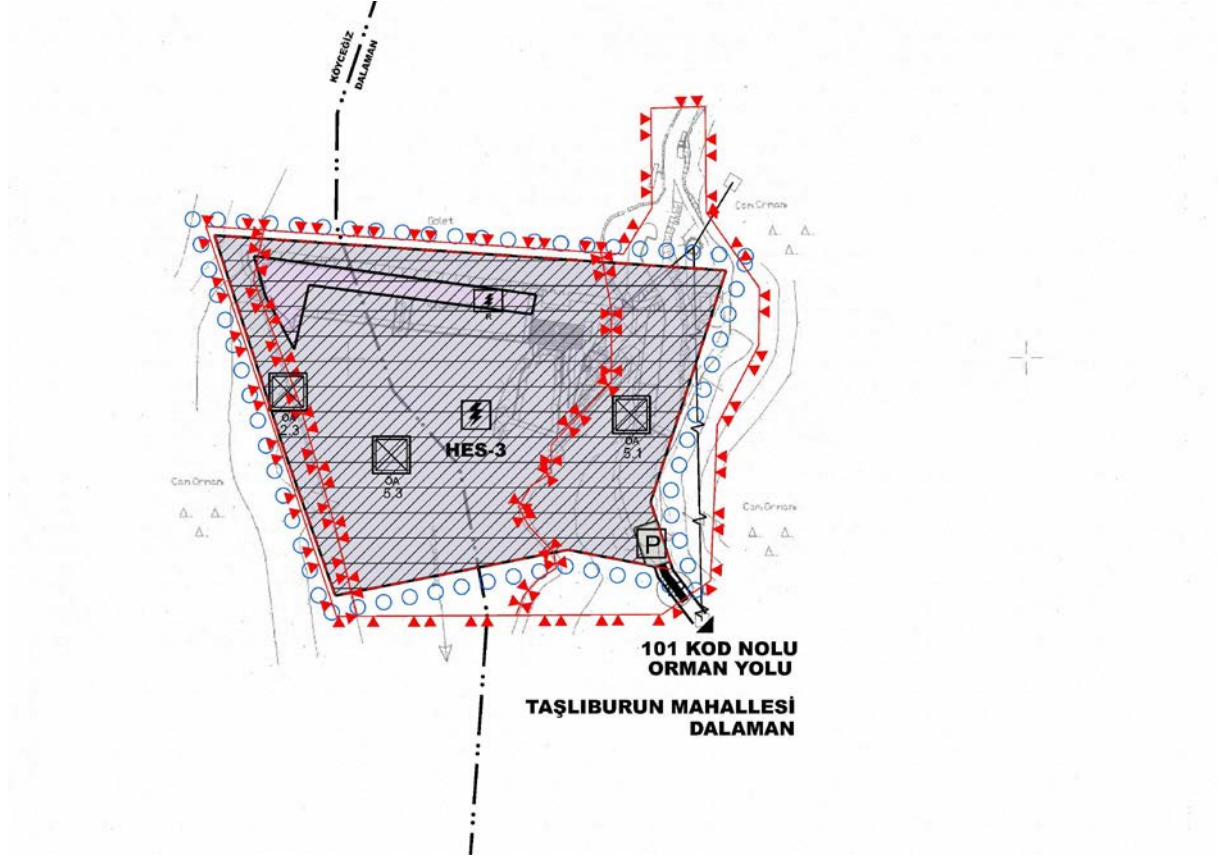 KÖYCEĞİZ
DALAMAN
Çam Ormanı
Golet
R
ÖA
2.3
HES-3
ÖA
5.3
ÖA
5.1
Çam Ormanı
Çam Ormanı
P
101 KOD NOLU
ORMAN YOLU
TAŞLIBURUN MAHALLESİ
DALAMAN